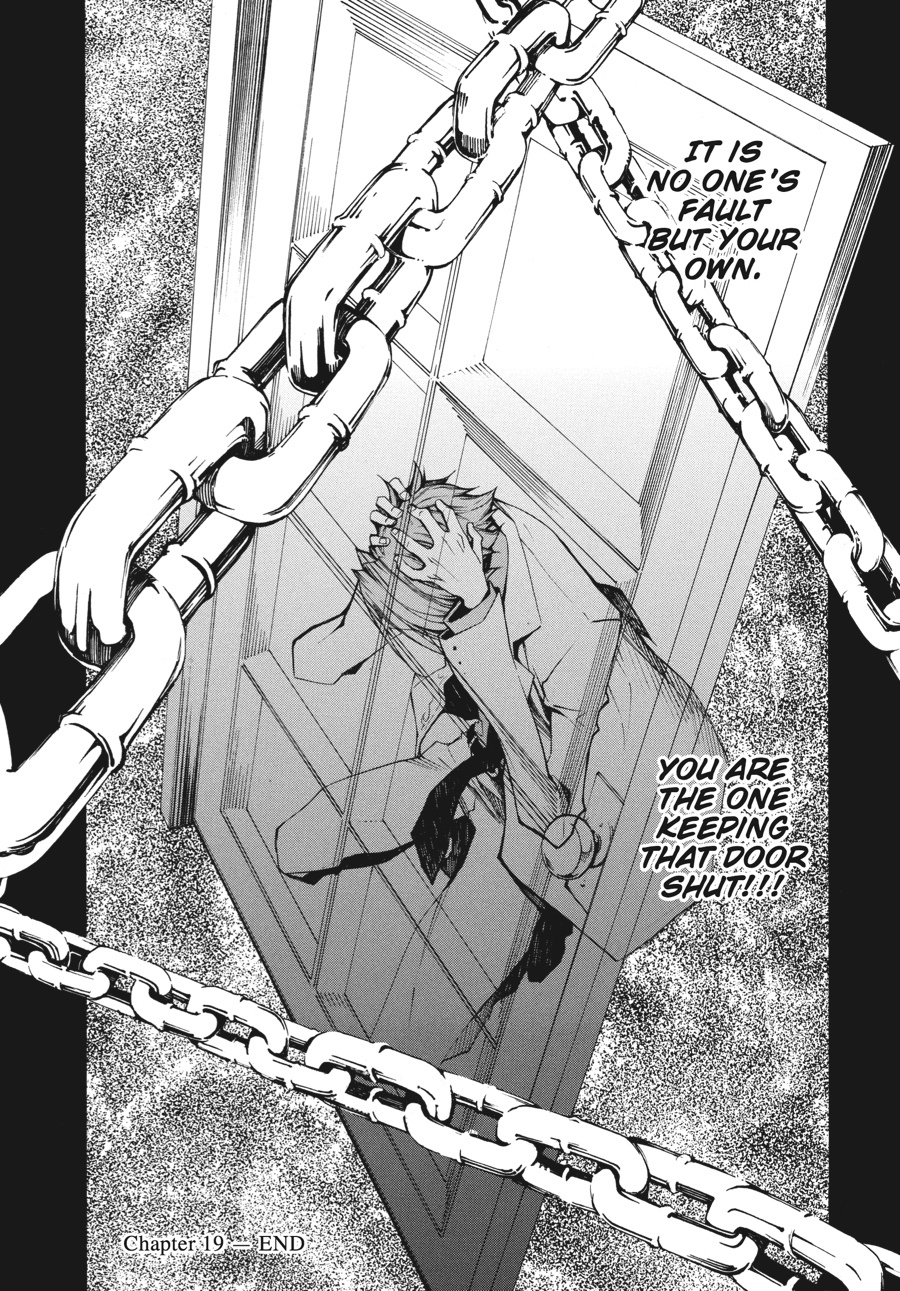 IT IS
NO ONE'S
FAULT
BUT YOUR
OWN.
YOU ARE
THE ONE
KEEPING
THAT DOOR
SHUT!!!
Chapter 19 — END